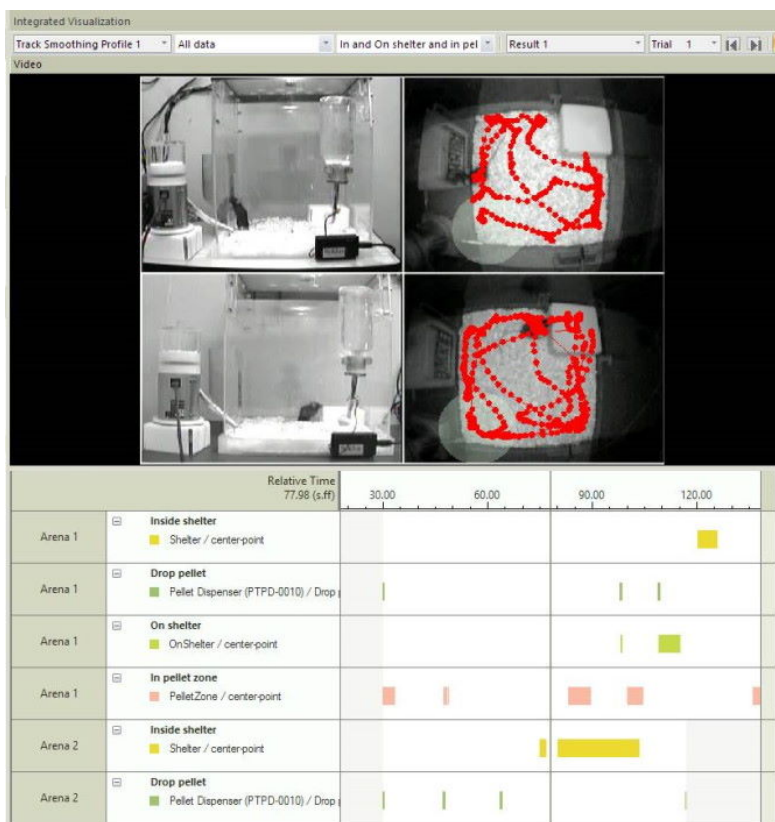 Integrated Visualization
Track Smoothing Profile 1 All data In and On shelter and in pel Result 1 Trial 1
Video
Relative Time
77.98 (s.ff) 30.00 60.00 90.00 120.00
Inside shelter
Arena 1 Shelter / center-point
Drop pellet
Arena 1 Pellet Dispenser (PTPD-0010) / Drop
On shelter
Arena 1 OnShelter / center-point
In pellet zone
Arena 1 PelletZone / center-point
Inside shelter
Arena 2 Shelter / center-point
Drop pellet
Arena 2 Pellet Dispenser (PTPD-0010) / Drop